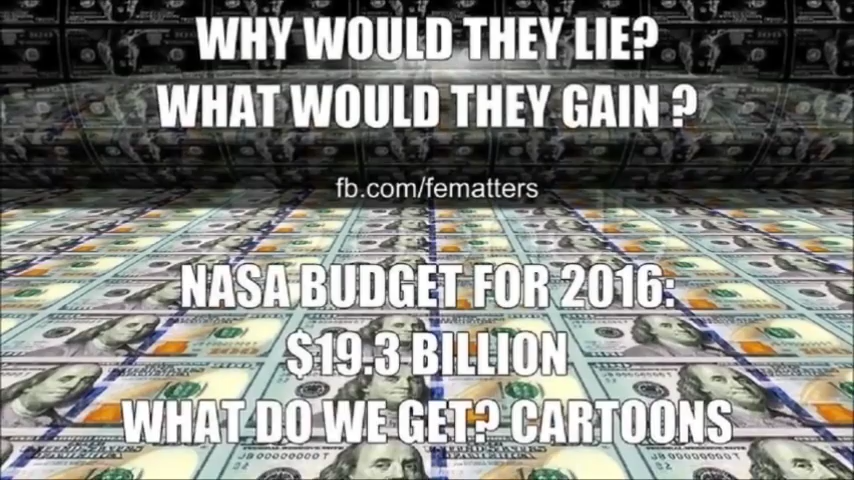 WHY WOULD THEY LIE?
WHAT WOULD THEY GAIN ?
fb.com/fematters
NASA BUDGET FOR 2016:
$19.3 BILLION
WHAT DO WE GET? CARTOONS